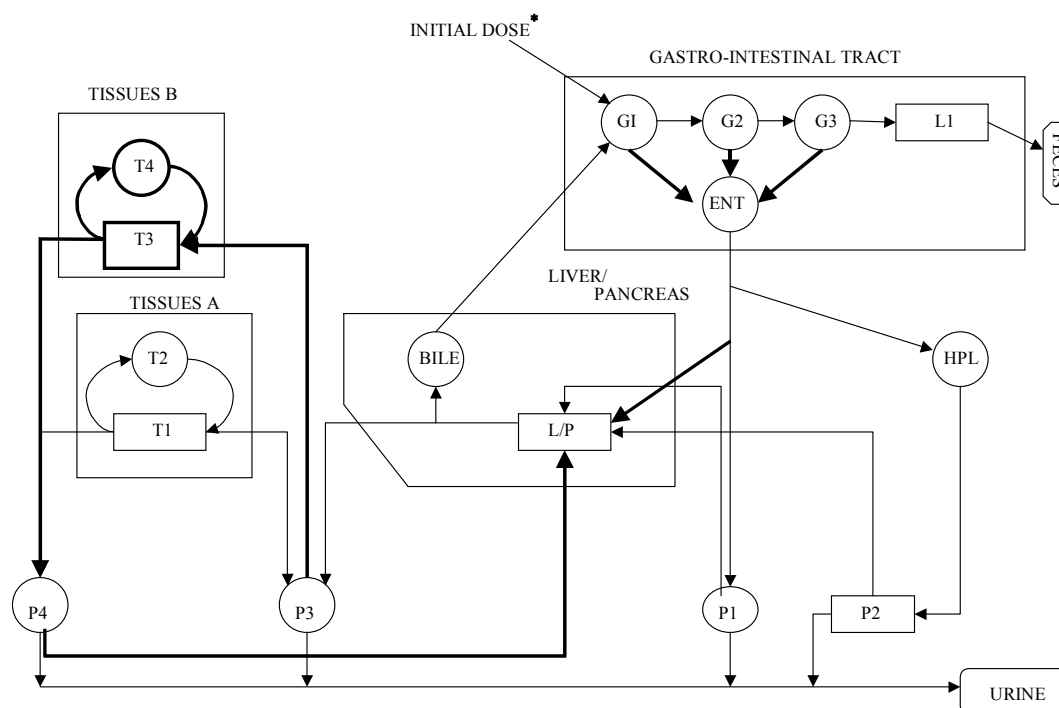 INITIAL DOSE*
GASTRO-INTESTINAL TRACT
TISSUES B
GI
G2
G3
L1
FECES
T4
ENT
T3
LIVER/
PANCREAS
TISSUES A
T2
BILE
HPL
T1
L/P
P4
P3
P1
P2
URINE